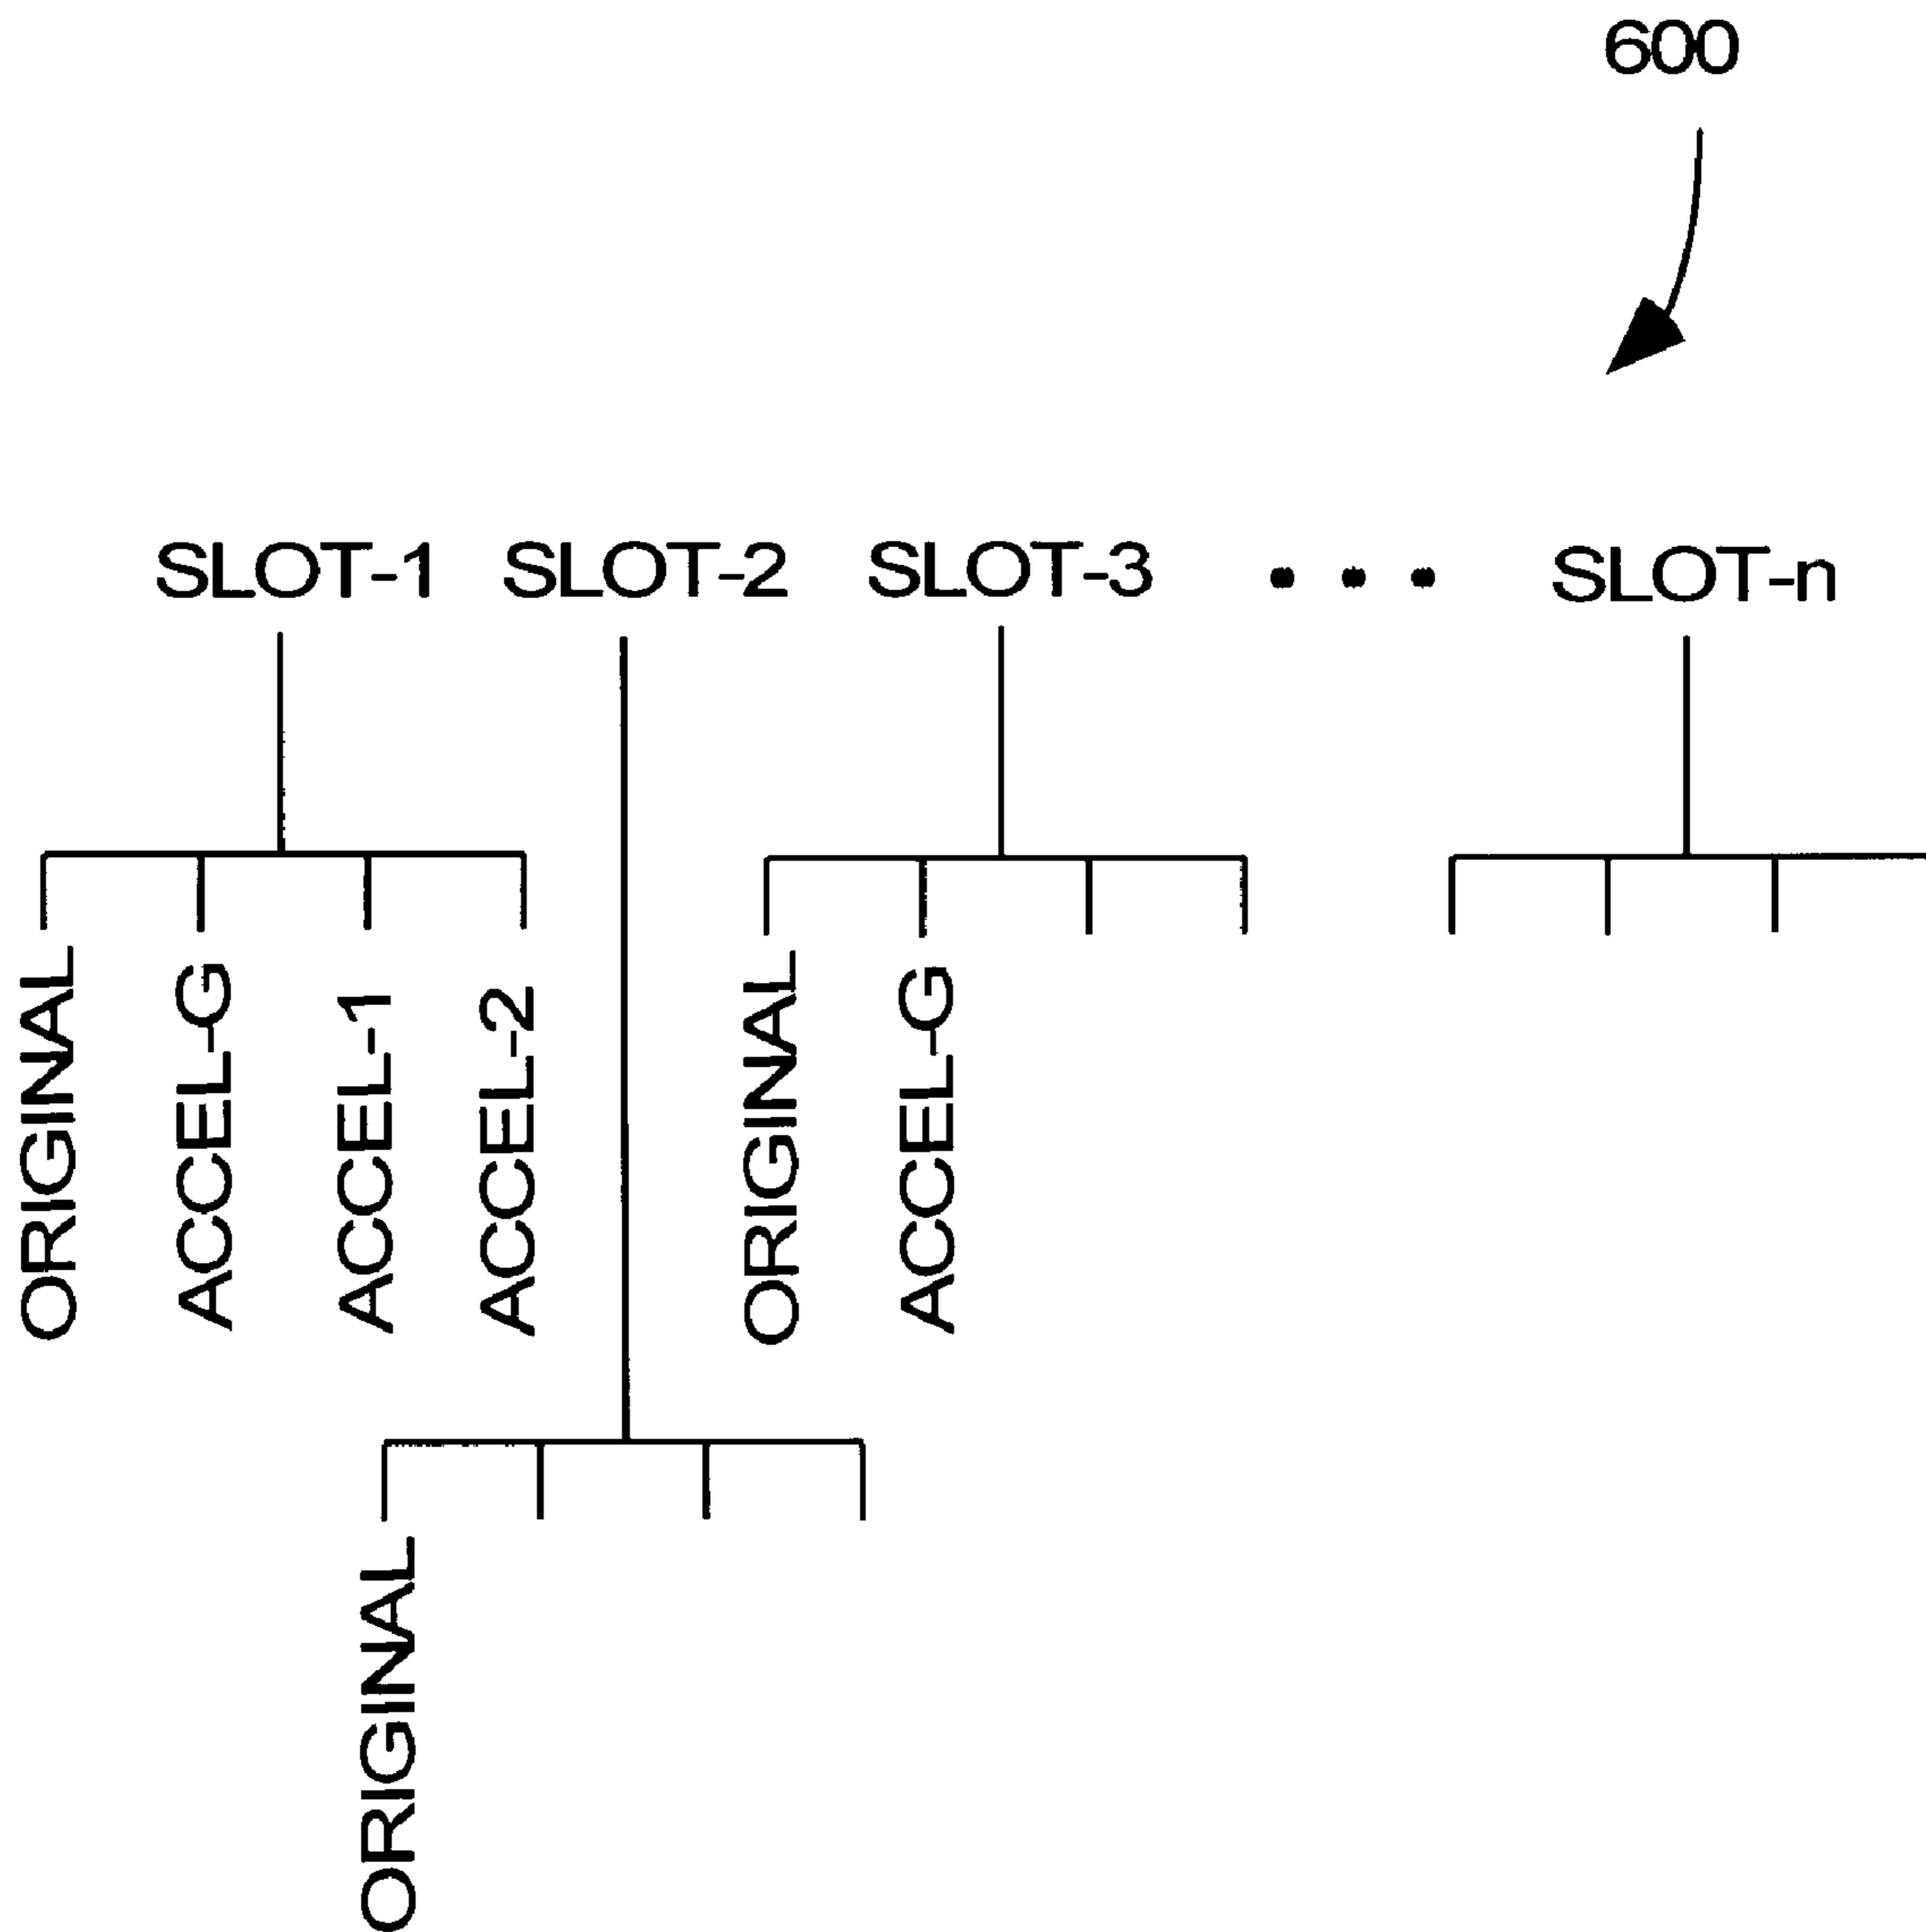 600
SLOT-1 SLOT-2 SLOT-3 • • • SLOT-n
ORIGINAL
ACCEL-G
ACCEL-1
ACCEL-2
ORIGINAL
ACCEL-G
ORIGINAL